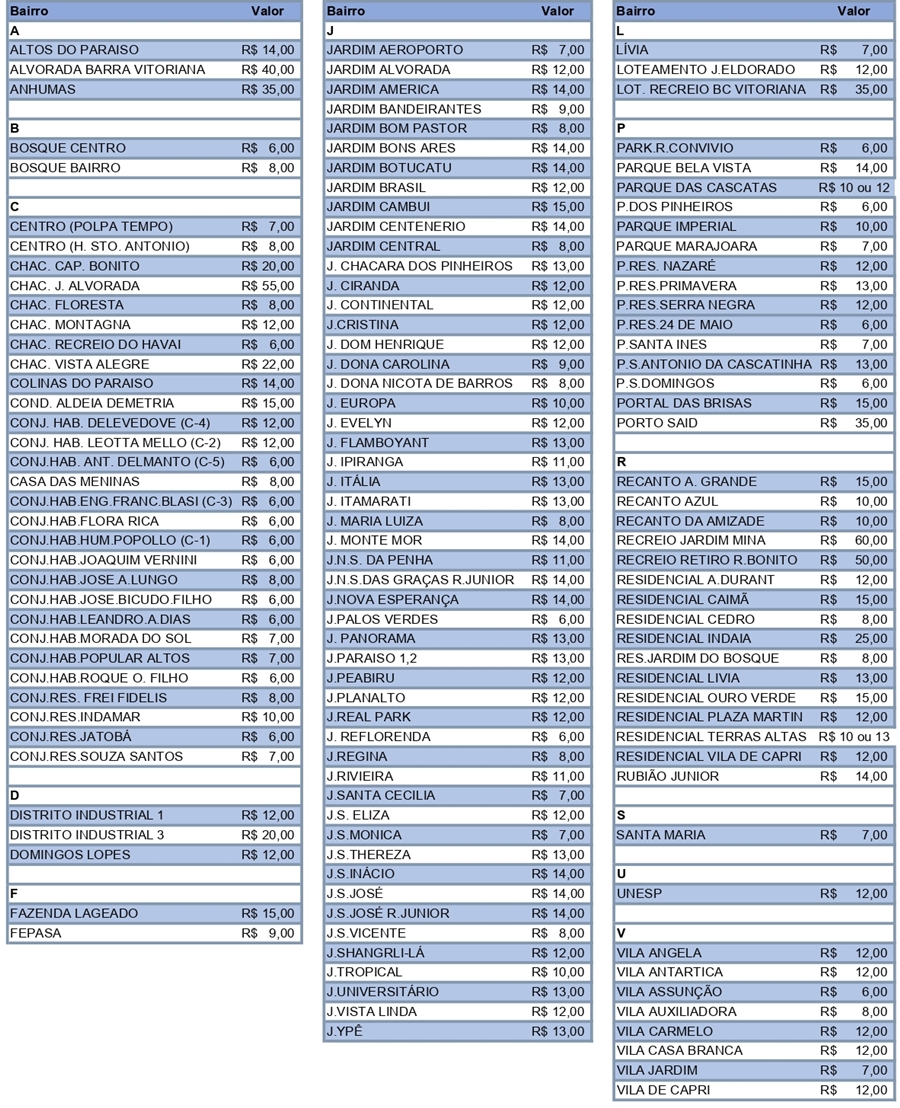 Bairro Valor
A
ALTOS DO PARAISO R$ 14,00
ALVORADA BARRA VITORIANA R$ 40,00
ANHUMAS R$ 35,00
B
BOSQUE CENTRO R$ 6,00
BOSQUE BAIRRO R$ 8,00
C
CENTRO (POLPA TEMPO) R$ 7,00
CENTRO (H. STO. ANTONIO) R$ 8,00
CHAC. CAP. BONITO R$ 20,00
CHAC. J. ALVORADA R$ 55,00
CHAC. FLORESTA R$ 8,00
CHAC. MONTAGNA R$ 12,00
CHAC. RECREIO DO HAVAI R$ 6,00
CHAC. VISTA ALEGRE R$ 22,00
COLINAS DO PARAISO R$ 14,00
COND. ALDEIA DEMETRIA R$ 15,00
CONJ. HAB. DELEVEDOVE (C-4) R$ 12,00
CONJ. HAB. LEOTTA MELLO (C-2) R$ 12,00
CONJ.HAB. ANT. DELMANTO (C-5) R$ 6,00
CASA DAS MENINAS R$ 8,00
CONJ.HAB.ENG.FRANC.BLASI (C-3) R$ 6,00
CONJ.HAB.FLORA RICA R$ 6,00
CONJ.HAB.HUM.POPOLLO (C-1) R$ 6,00
CONJ.HAB.JOAQUIM VERNINI R$ 6,00
CONJ.HAB.JOSE.A.LUNGO R$ 8,00
CONJ.HAB.JOSE.BICUDO.FILHO R$ 6,00
CONJ.HAB.LEANDRO.A.DIAS R$ 6,00
CONJ.HAB.MORADA DO SOL R$ 7,00
CONJ.HAB.POPULAR ALTOS R$ 7,00
CONJ.HAB.ROQUE O. FILHO R$ 6,00
CONJ.RES. FREI FIDELIS R$ 8,00
CONJ.RES.INDAMAR R$ 10,00
CONJ.RES.JATOBÁ R$ 6,00
CONJ.RES.SOUZA SANTOS R$ 7,00
D
DISTRITO INDUSTRIAL 1 R$ 12,00
DISTRITO INDUSTRIAL 3 R$ 20,00
DOMINGOS LOPES R$ 12,00
F
FAZENDA LAGEADO R$ 15,00
FEPASA R$ 9,00
Bairro Valor
J
JARDIM AEROPORTO R$ 7,00
JARDIM ALVORADA R$ 12,00
JARDIM AMERICA R$ 14,00
JARDIM BANDEIRANTES R$ 9,00
JARDIM BOM PASTOR R$ 8,00
JARDIM BONS ARES R$ 14,00
JARDIM BOTUCATU R$ 14,00
JARDIM BRASIL R$ 12,00
JARDIM CAMBUI R$ 15,00
JARDIM CENTENERIO R$ 14,00
JARDIM CENTRAL R$ 8,00
J. CHACARA DOS PINHEIROS R$ 13,00
J. CIRANDA R$ 12,00
J. CONTINENTAL R$ 12,00
J.CRISTINA R$ 12,00
J. DOM HENRIQUE R$ 12,00
J. DONA CAROLINA R$ 9,00
J. DONA NICOTA DE BARROS R$ 8,00
J. EUROPA R$ 10,00
J. EVELYN R$ 12,00
J. FLAMBOYANT R$ 13,00
J. IPIRANGA R$ 11,00
J. ITÁLIA R$ 13,00
J. ITAMARATI R$ 13,00
J. MARIA LUIZA R$ 8,00
J. MONTE MOR R$ 14,00
J.N.S. DA PENHA R$ 11,00
J.N.S.DAS GRAÇAS R.JUNIOR R$ 14,00
J.NOVA ESPERANÇA R$ 14,00
J.PALOS VERDES R$ 6,00
J. PANORAMA R$ 13,00
J.PARAISO 1,2 R$ 13,00
J.PEABIRU R$ 12,00
J.PLANALTO R$ 12,00
J.REAL PARK R$ 12,00
J. REFLORENDA R$ 6,00
J.REGINA R$ 8,00
J.RIVIEIRA R$ 11,00
J.SANTA CECILIA R$ 7,00
J.S. ELIZA R$ 12,00
J.S.MONICA R$ 7,00
J.S.THEREZA R$ 13,00
J.S.INÁCIO R$ 14,00
J.S.JOSÉ R$ 14,00
J.S.JOSÉ R.JUNIOR R$ 14,00
J.S.VICENTE R$ 8,00
J.SHANGRLI-LÁ R$ 12,00
J.TROPICAL R$ 10,00
J.UNIVERSITÁRIO R$ 13,00
J.VISTA LINDA R$ 12,00
J.YPÊ R$ 13,00
Bairro Valor
L
LÍVIA R$ 7,00
LOTEAMENTO J.ELDORADO R$ 12,00
LOT. RECREIO BC VITORIANA R$ 35,00
P
PARK.R.CONVIVIO R$ 6,00
PARQUE BELA VISTA R$ 14,00
PARQUE DAS CASCATAS R$ 10 ou 12
P.DOS PINHEIROS R$ 6,00
PARQUE IMPERIAL R$ 10,00
PARQUE MARAJOARA R$ 7,00
P.RES. NAZARÉ R$ 12,00
P.RES.PRIMAVERA R$ 13,00
P.RES.SERRA NEGRA R$ 12,00
P.RES.24 DE MAIO R$ 6,00
P.SANTA INES R$ 7,00
P.S.ANTONIO DA CASCATINHA R$ 13,00
P.S.DOMINGOS R$ 6,00
PORTAL DAS BRISAS R$ 15,00
PORTO SAID R$ 35,00
R
RECANTO A. GRANDE R$ 15,00
RECANTO AZUL R$ 10,00
RECANTO DA AMIZADE R$ 10,00
RECREIO JARDIM MINA R$ 60,00
RECREIO RETIRO R.BONITO R$ 50,00
RESIDENCIAL A.DURANT R$ 12,00
RESIDENCIAL CAIMÃ R$ 15,00
RESIDENCIAL CEDRO R$ 8,00
RESIDENCIAL INDAIA R$ 25,00
RES.JARDIM DO BOSQUE R$ 8,00
RESIDENCIAL LIVIA R$ 13,00
RESIDENCIAL OURO VERDE R$ 15,00
RESIDENCIAL PLAZA MARTIN R$ 12,00
RESIDENCIAL TERRAS ALTAS R$ 10 ou 13
RESIDENCIAL VILA DE CAPRI R$ 12,00
RUBIÃO JUNIOR R$ 14,00
S
SANTA MARIA R$ 7,00
U
UNESP R$ 12,00
V
VILA ANGELA R$ 12,00
VILA ANTARTICA R$ 12,00
VILA ASSUNÇÃO R$ 6,00
VILA AUXILIADORA R$ 8,00
VILA CARMELO R$ 12,00
VILA CASA BRANCA R$ 12,00
VILA JARDIM R$ 7,00
VILA DE CAPRI R$ 12,00